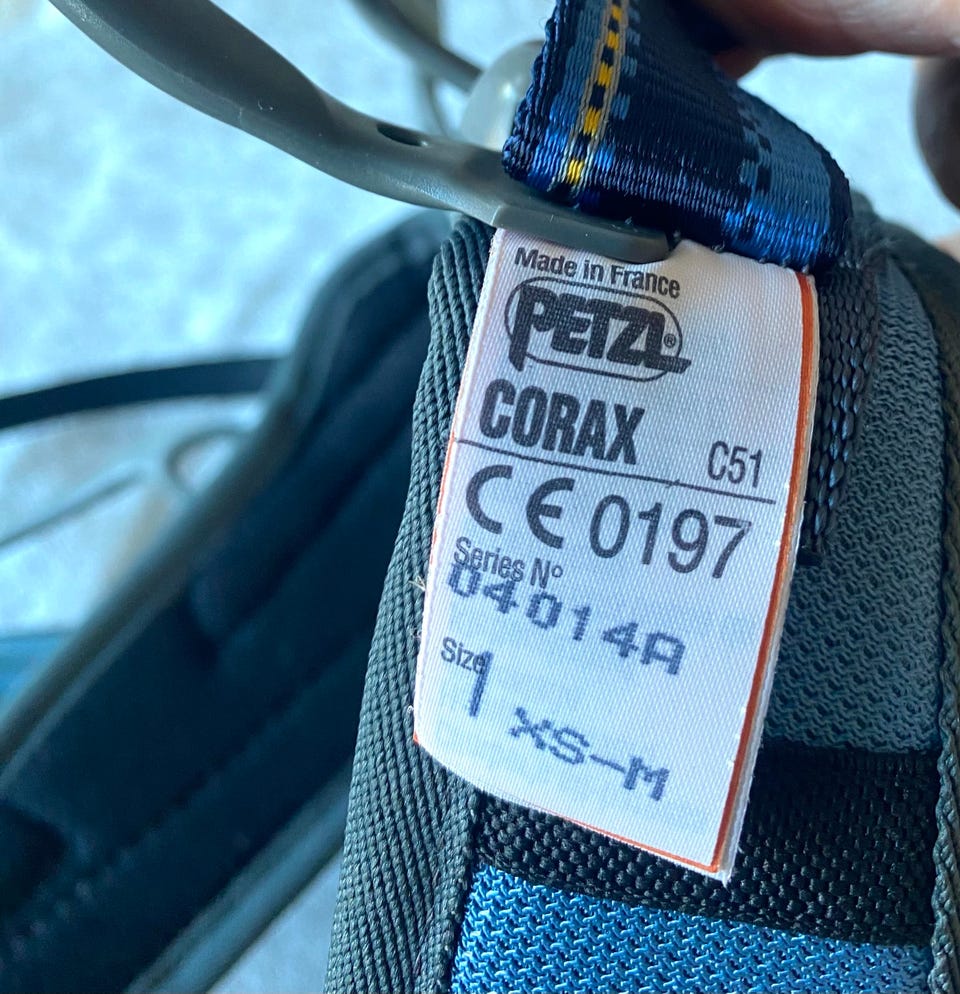 Made in France
PETZL®
CORAX C51
CE 0197
Series N°
04014A
Size
1 XS-M